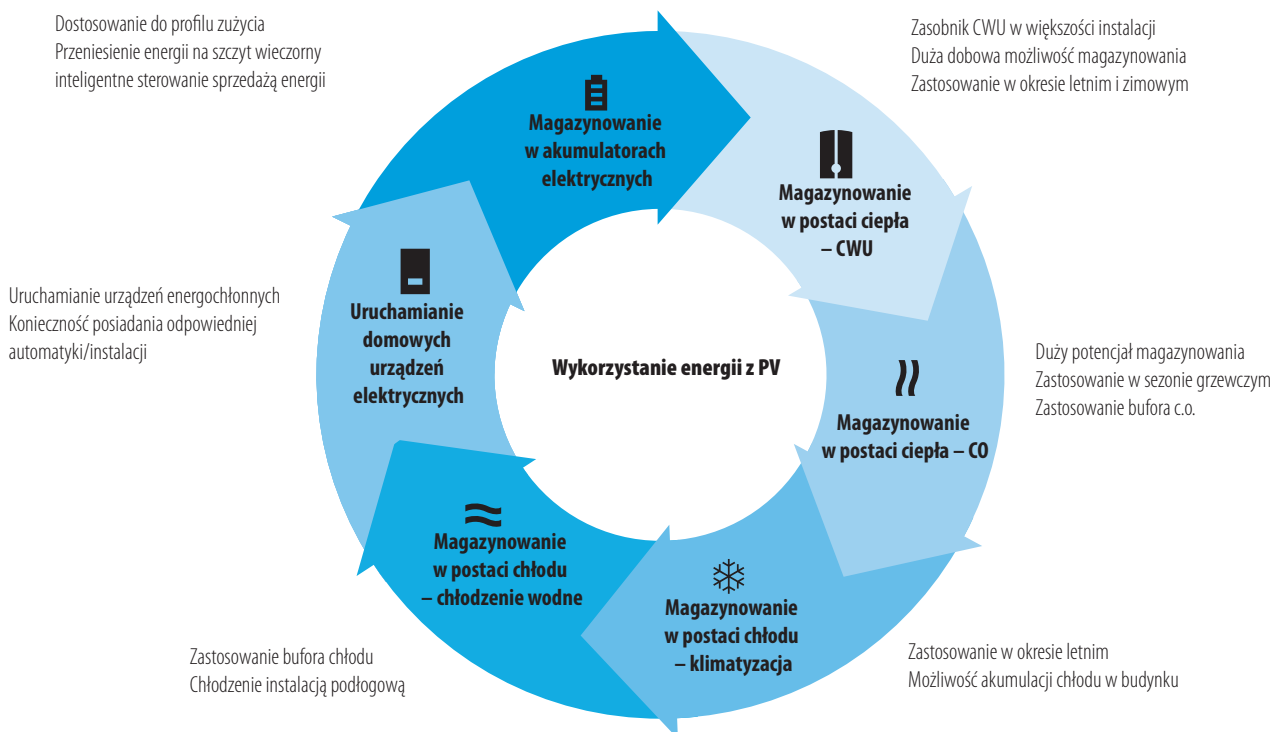 Dostosowanie do profilu zużycia
Przeniesienie energii na szczyt wieczorny
inteligentne sterowanie sprzedażą energii
Magazynowanie
w akumulatorach
elektrycznych
Zasobnik CWU w większości instalacji
Duża dobowa możliwość magazynowania
Zastosowanie w okresie letnim i zimowym
Magazynowanie
w postaci ciepła
– CWU
Duży potencjał magazynowania
Zastosowanie w sezonie grzewczym
Zastosowanie bufora c.o.
Magazynowanie
w postaci ciepła – CO
Zastosowanie w okresie letnim
Możliwość akumulacji chłodu w budynku
Magazynowanie
w postaci chłodu
– klimatyzacja
Zastosowanie bufora chłodu
Chłodzenie instalacją podłogową
Magazynowanie
w postaci chłodu
– chłodzenie wodne
Uruchamianie urządzeń energochłonnych
Konieczność posiadania odpowiedniej
automatyki/instalacji
Uruchamianie
domowych
urządzeń
elektrycznych
Wykorzystanie energii z PV